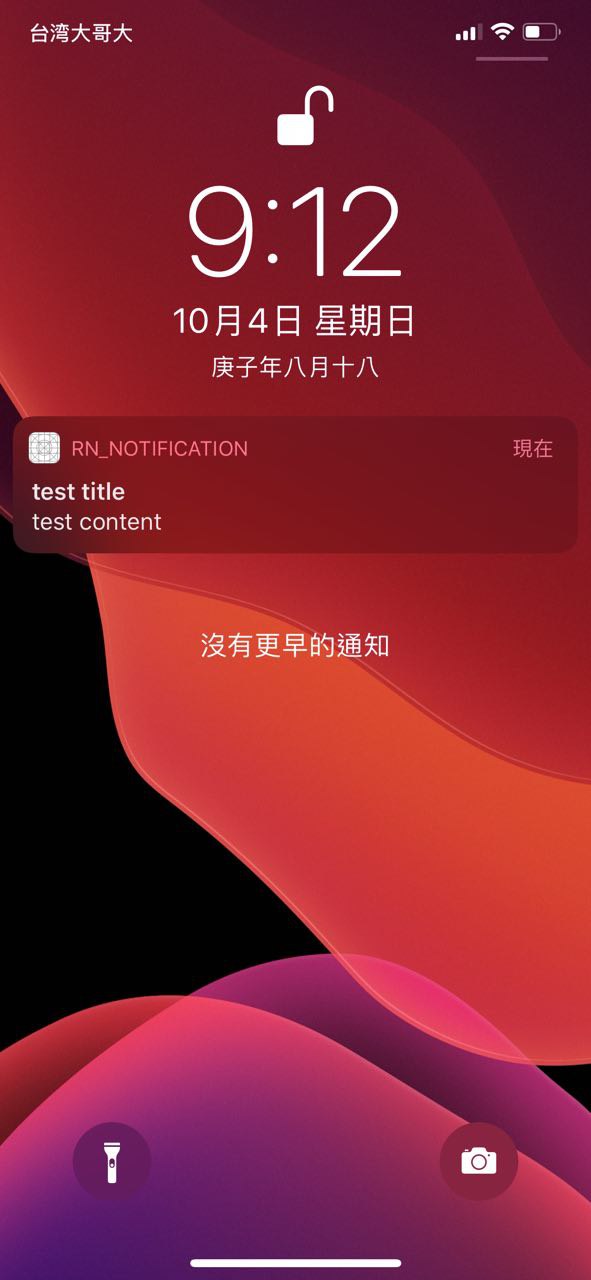 台湾大哥大
9:12
10月4日 星期日
庚子年八月十八
RN_NOTIFICATION 現在
test title
test content
沒有更早的通知